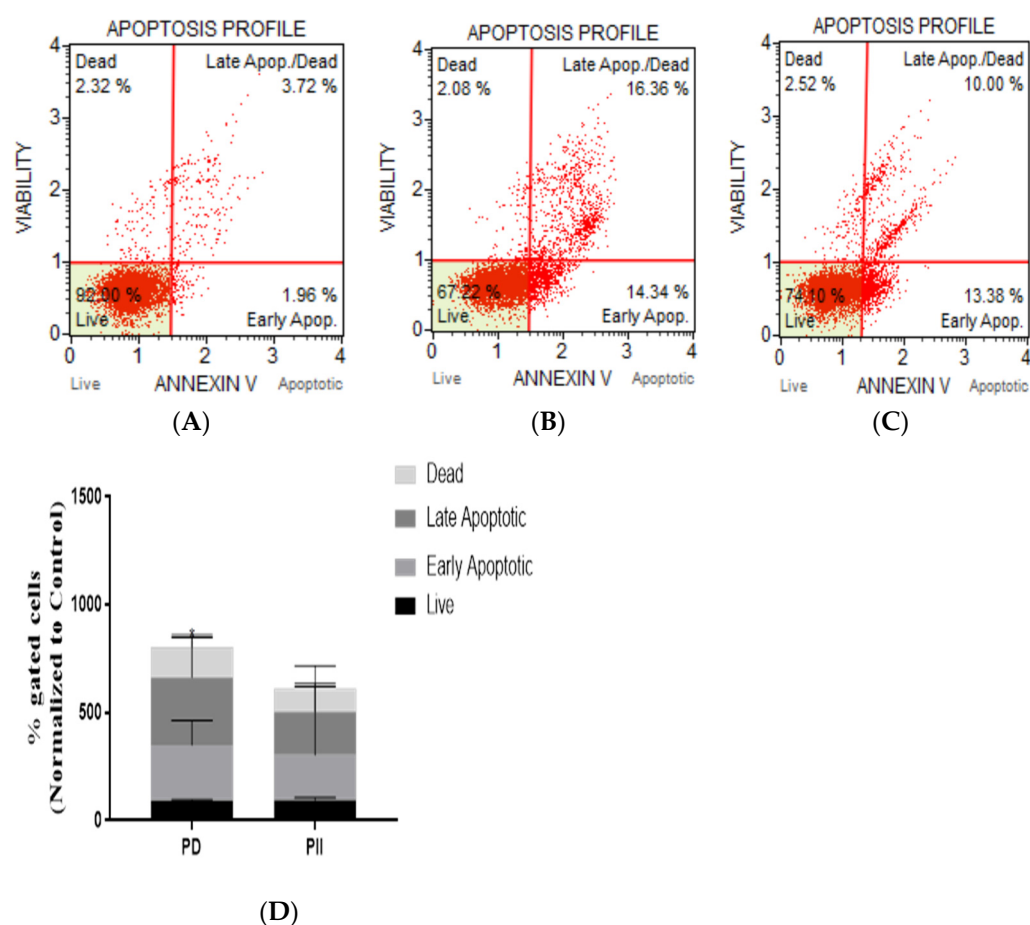 APOPTOSIS PROFILE
4
Dead Late Apop./Dead
2.32 % 3.72 %
3
VIABILITY
2
1
92.00 % 1.96 %
Live Early Apop.
0
0 1 2 3 4
Live ANNEXIN V Apoptotic
(A)
APOPTOSIS PROFILE
4
Dead Late Apop./Dead
2.08 % 16.36 %
3
VIABILITY
2
1
67.22 % 14.34 %
Live Early Apop.
0
0 1 2 3 4
Live ANNEXIN V Apoptotic
(B)
APOPTOSIS PROFILE
4
Dead Late Apop./Dead
2.52 % 10.00 %
3
VIABILITY
2
1
74.10 % 13.38 %
Live Early Apop.
0
0 1 2 3 4
Live ANNEXIN V Apoptotic
(C)
% gated cells
(Normalized to Control)
1500
1000
500
0
PD PII
Dead
Late Apoptotic
Early Apoptotic
Live
(D)